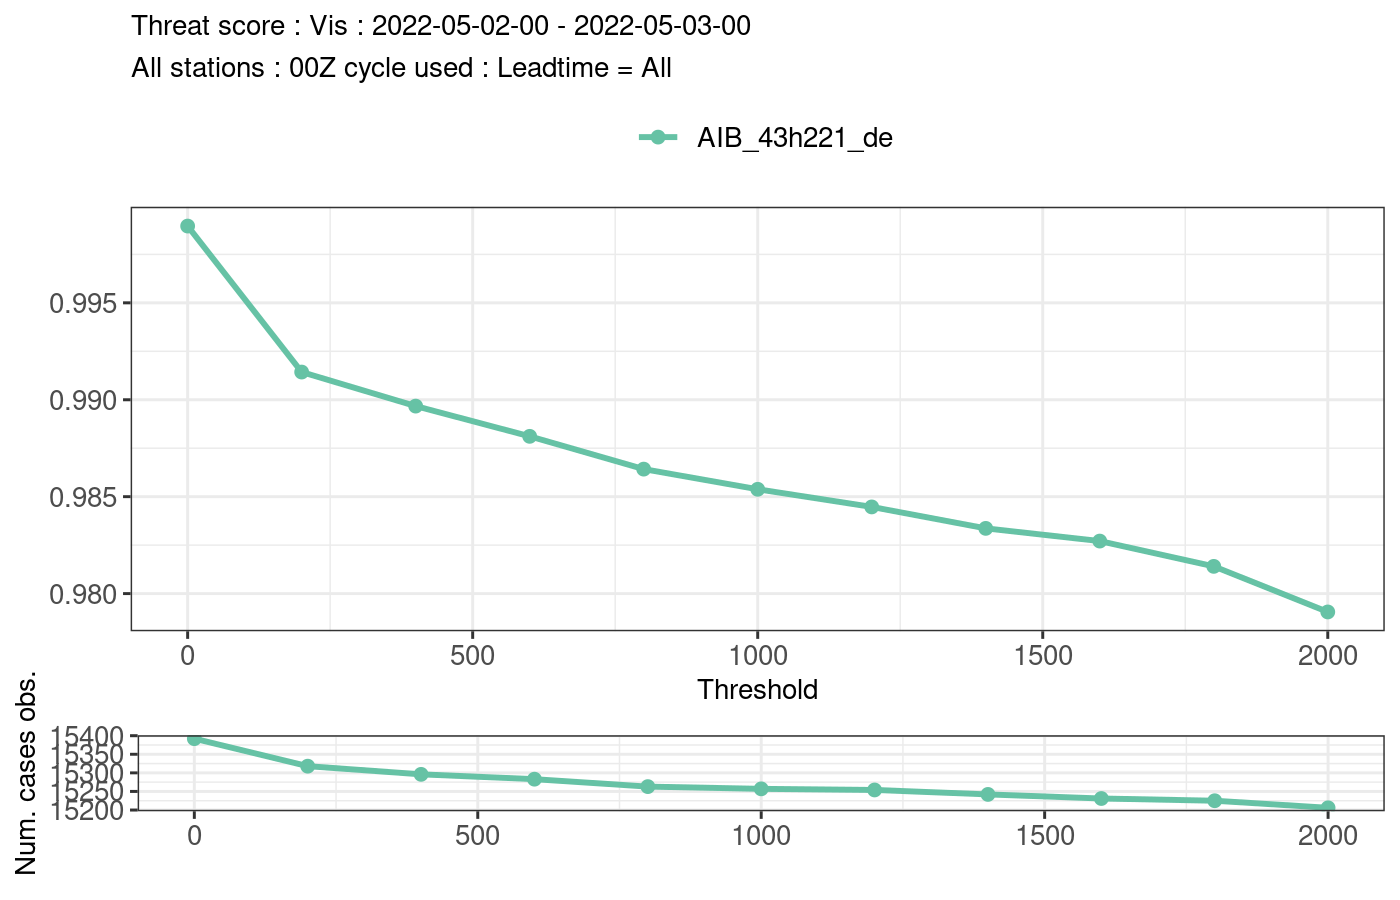 Threat score : Vis : 2022-05-02-00 - 2022-05-03-00
All stations : 00Z cycle used : Leadtime = All
AIB_43h221_de
0.995
0.990
0.985
0.980
0 500 1000 1500 2000
Threshold
Num. cases obs.
15400
15350
15300
15250
15200
0 500 1000 1500 2000